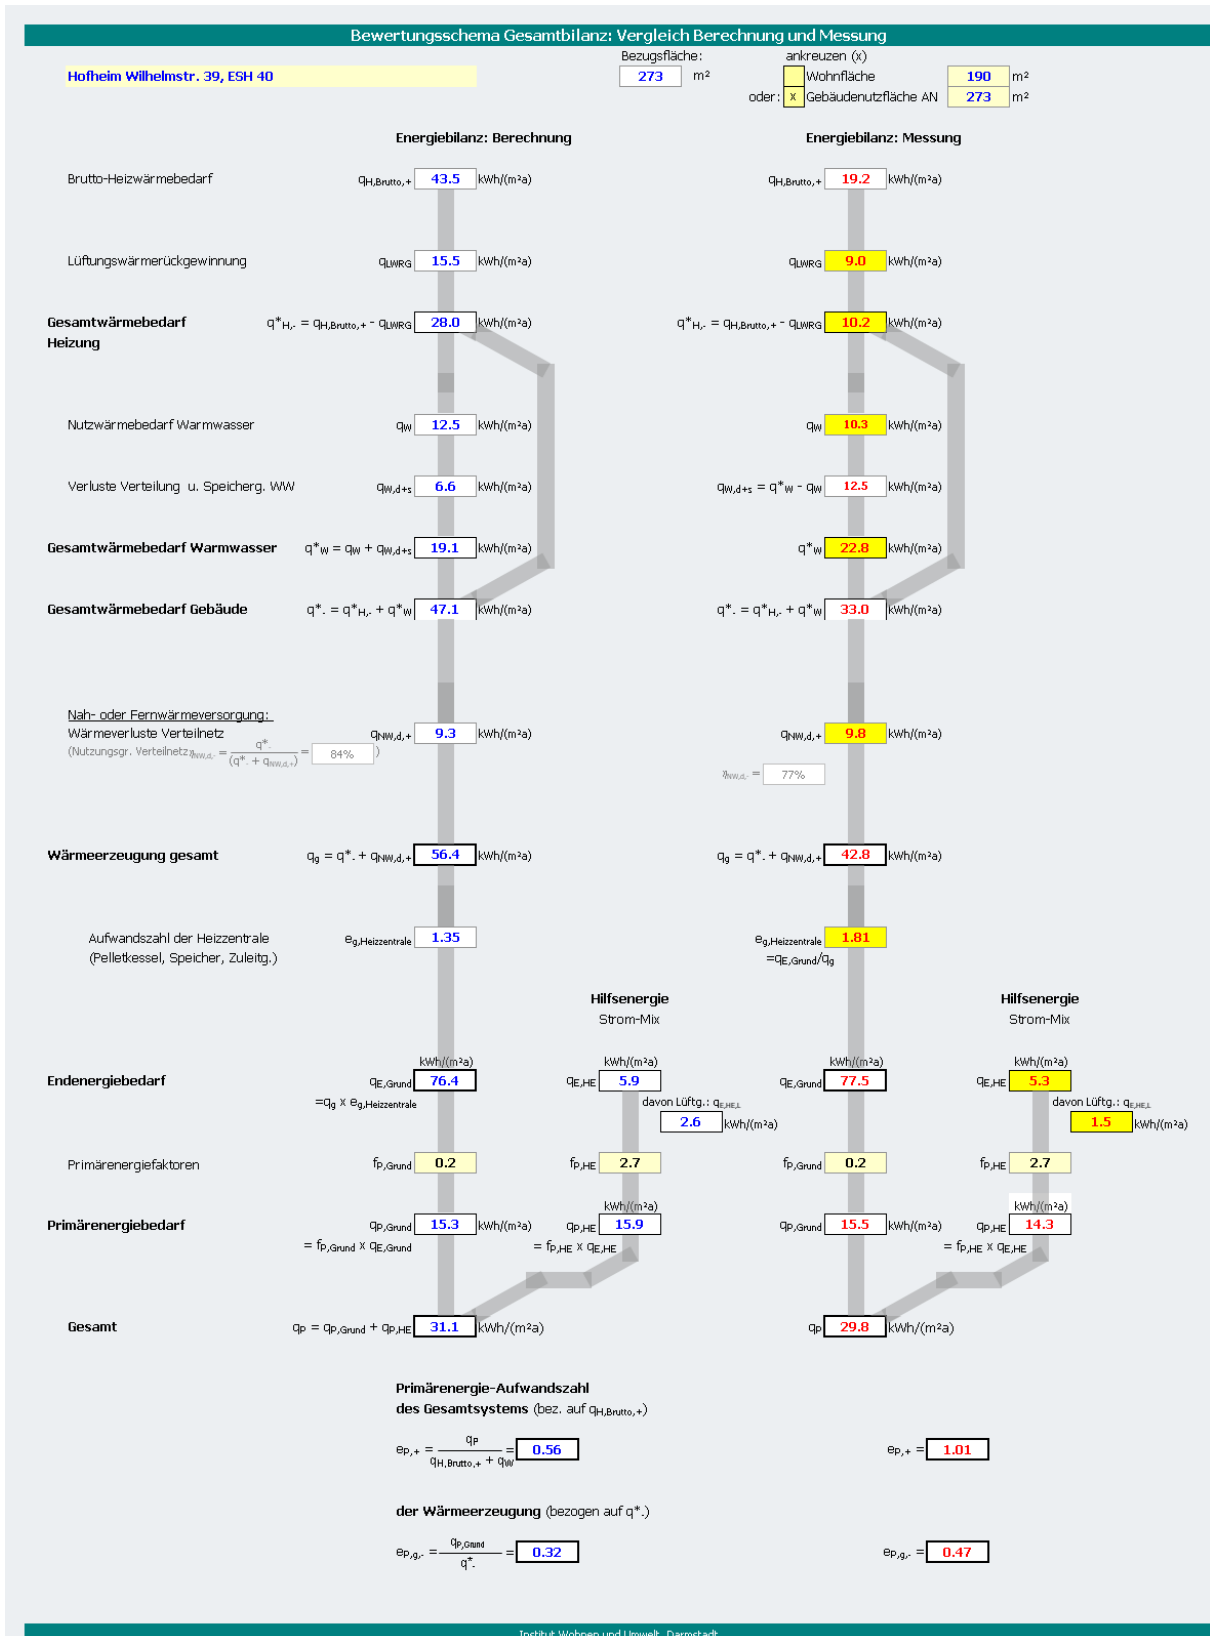 Bewertungsschema Gesamtbilanz: Vergleich Berechnung und Messung
Bezugsfläche: ankreuzen (x)
Hofheim Wilhelmstr. 39, ESH 40 273 m² Wohnfläche 190 m²
oder: x Gebäudenutzfläche AN 273 m²
Energiebilanz: Berechnung Energiebilanz: Messung
Brutto-Heizwärmebedarf qH,Brutto,+ 43.5 kWh/(m²a) qH,Brutto,+ 19.2 kWh/(m²a)
Lüftungswärmerückgewinnung qLWRG 15.5 kWh/(m²a) qLWRG 9.0 kWh/(m²a)
Gesamtwärmebedarf q*H,- = qH,Brutto,+ - qLWRG 28.0 kWh/(m²a) q*H,- = qH,Brutto,+ - qLWRG 10.2 kWh/(m²a)
Heizung
Nutzwärmebedarf Warmwasser qW 12.5 kWh/(m²a) qW 10.3 kWh/(m²a)
Verluste Verteilung u. Speicherg. WW qW,d+s 6.6 kWh/(m²a) qW,d+s = q*W - qW 12.5 kWh/(m²a)
Gesamtwärmebedarf Warmwasser q*W = qW + qW,d+s 19.1 kWh/(m²a) q*W 22.8 kWh/(m²a)
Gesamtwärmebedarf Gebäude q*- = q*H,- + q*W 47.1 kWh/(m²a) q*- = q*H,- + q*W 33.0 kWh/(m²a)
Nah- oder Fernwärmeversorgung:
Wärmeverluste Verteilnetz qNW,d,+ 9.3 kWh/(m²a) qNW,d,+ 9.8 kWh/(m²a)
(Nutzungsgr. Verteilnetz ηNW,d,- = q*- / (q*- + qNW,d,+) = 84% )
ηNW,d,- = 77%
Wärmeerzeugung gesamt qg = q*- + qNW,d,+ 56.4 kWh/(m²a) qg = q*- + qNW,d,+ 42.8 kWh/(m²a)
Aufwandszahl der Heizzentrale eg,Heizzentrale 1.35 eg,Heizzentrale 1.81
(Pelletkessel, Speicher, Zuleitg.) =qE,Grund/qg
Hilfsenergie Hilfsenergie
Strom-Mix Strom-Mix
kWh/(m²a) kWh/(m²a) kWh/(m²a) kWh/(m²a)
Endenergiebedarf qE,Grund 76.4 qE,HE 5.9 qE,Grund 77.5 qE,HE 5.3
=qg x eg,Heizzentrale davon Lüftg.: qE,HE,L davon Lüftg.: qE,HE,L
2.6 kWh/(m²a) 1.5 kWh/(m²a)
Primärenergiefaktoren fP,Grund 0.2 fP,HE 2.7 fP,Grund 0.2 fP,HE 2.7
kWh/(m²a) kWh/(m²a)
Primärenergiebedarf qP,Grund 15.3 kWh/(m²a) qP,HE 15.9 qP,Grund 15.5 kWh/(m²a) qP,HE 14.3
= fP,Grund x qE,Grund = fP,HE x qE,HE = fP,HE x qE,HE
Gesamt qP = qP,Grund + qP,HE 31.1 kWh/(m²a) qP 29.8 kWh/(m²a)
Primärenergie-Aufwandszahl
des Gesamtsystems (bez. auf qH,Brutto,+)
eP,+ = qP / (qH,Brutto,+ + qW) = 0.56 eP,+ = 1.01
der Wärmeerzeugung (bezogen auf q*-)
eP,g,- = qP,Grund / q*- = 0.32 eP,g,- = 0.47
Institut Wohnen und Umwelt, Darmstadt